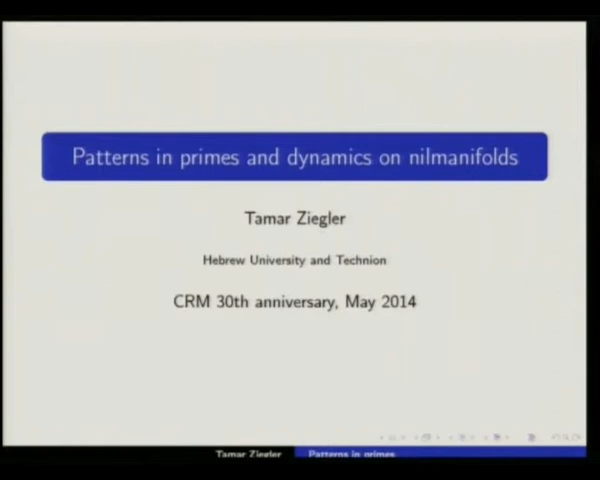 Patterns in primes and dynamics on nilmanifolds
Tamar Ziegler
Hebrew University and Technion
CRM 30th anniversary, May 2014
Tamar Ziegler Patterns in primes